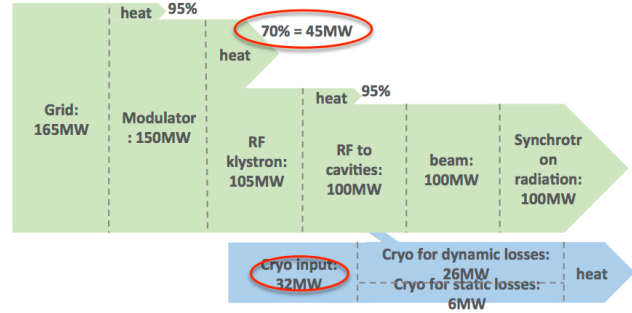 heat
95%
70% = 45MW
heat
heat
95%
Grid:
165MW
Modulator
: 150MW
RF
klystron:
105MW
RF to
cavities:
100MW
beam:
100MW
Synchrotr
on
radiation:
100MW
Cryo input:
32MW
Cryo for dynamic losses:
26MW
Cryo for static losses:
6MW
heat